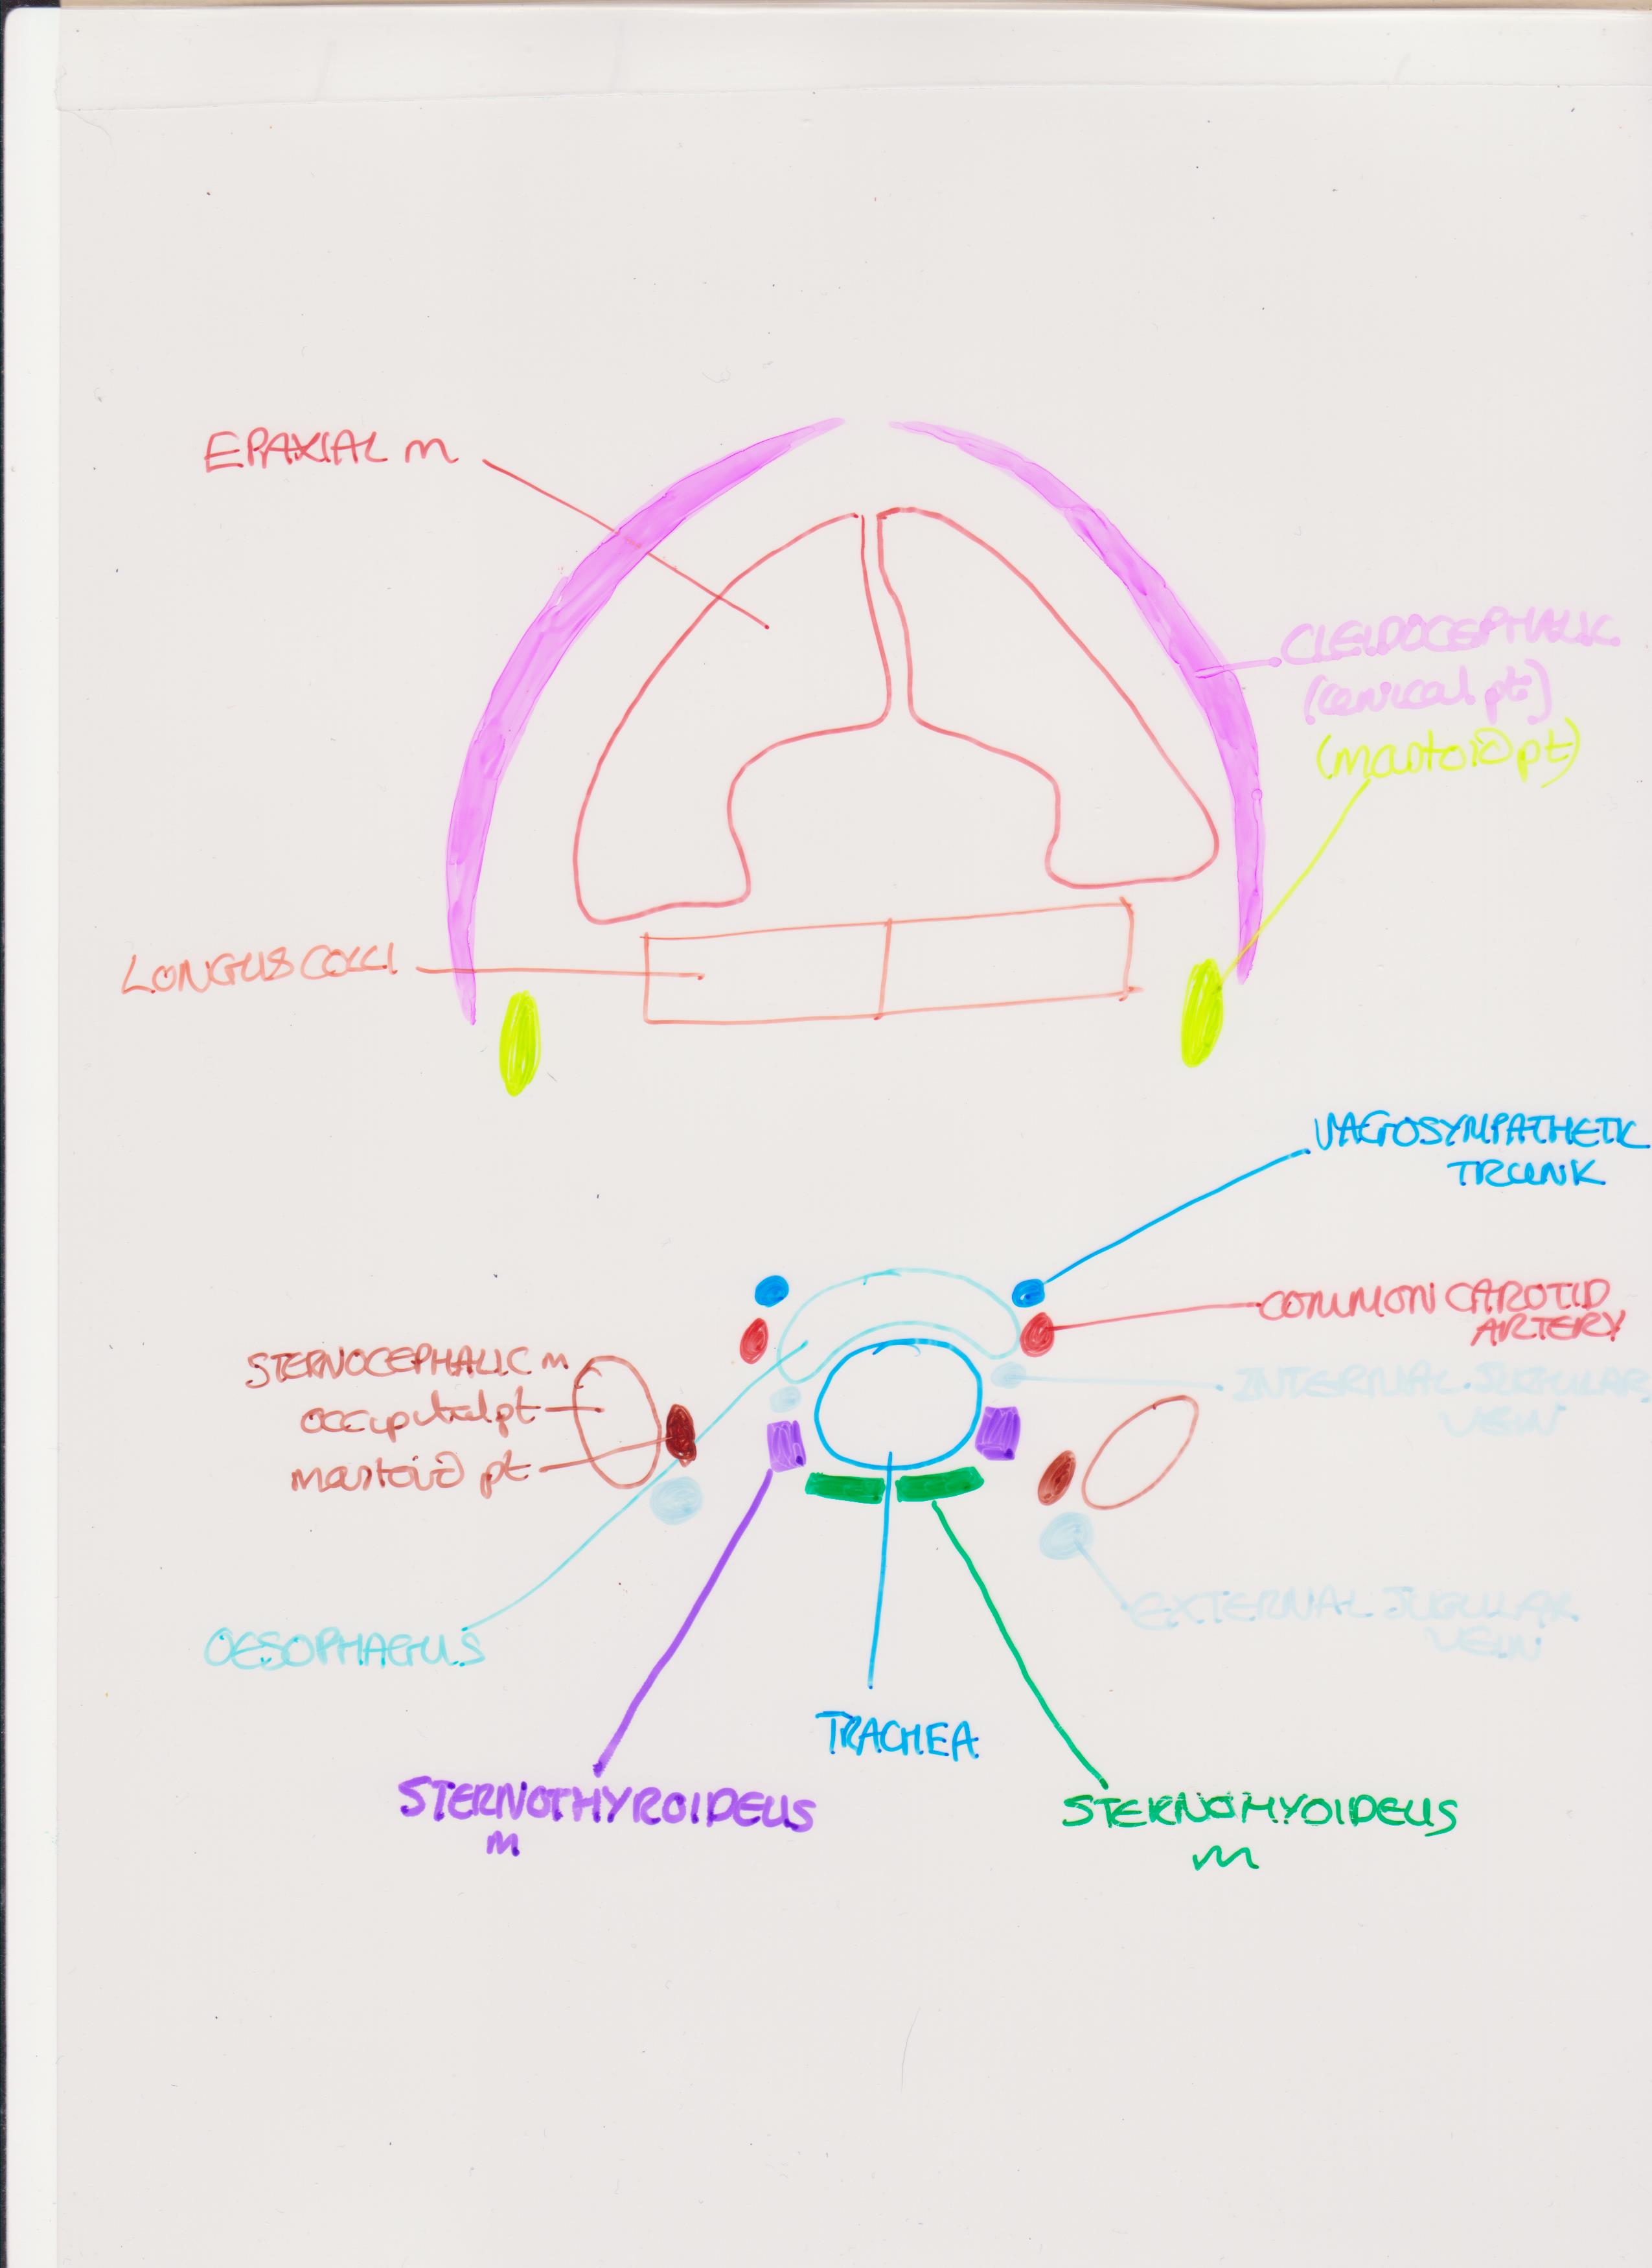 EPAXIAL m
CLEIDOCEPHALIC
(cervical pt)
(mastoid pt)
LONGUS COLLI
VAGOSYMPATHETIC
TRUNK
COMMON CAROTID
ARTERY
STERNOCEPHALIC m
occipital pt
mastoid pt
INTERNAL JUGULAR
VEIN
EXTERNAL JUGULAR
VEIN
OESOPHAGUS
TRACHEA
STERNOTHYROIDEUS
m
STERNOHYOIDEUS
m